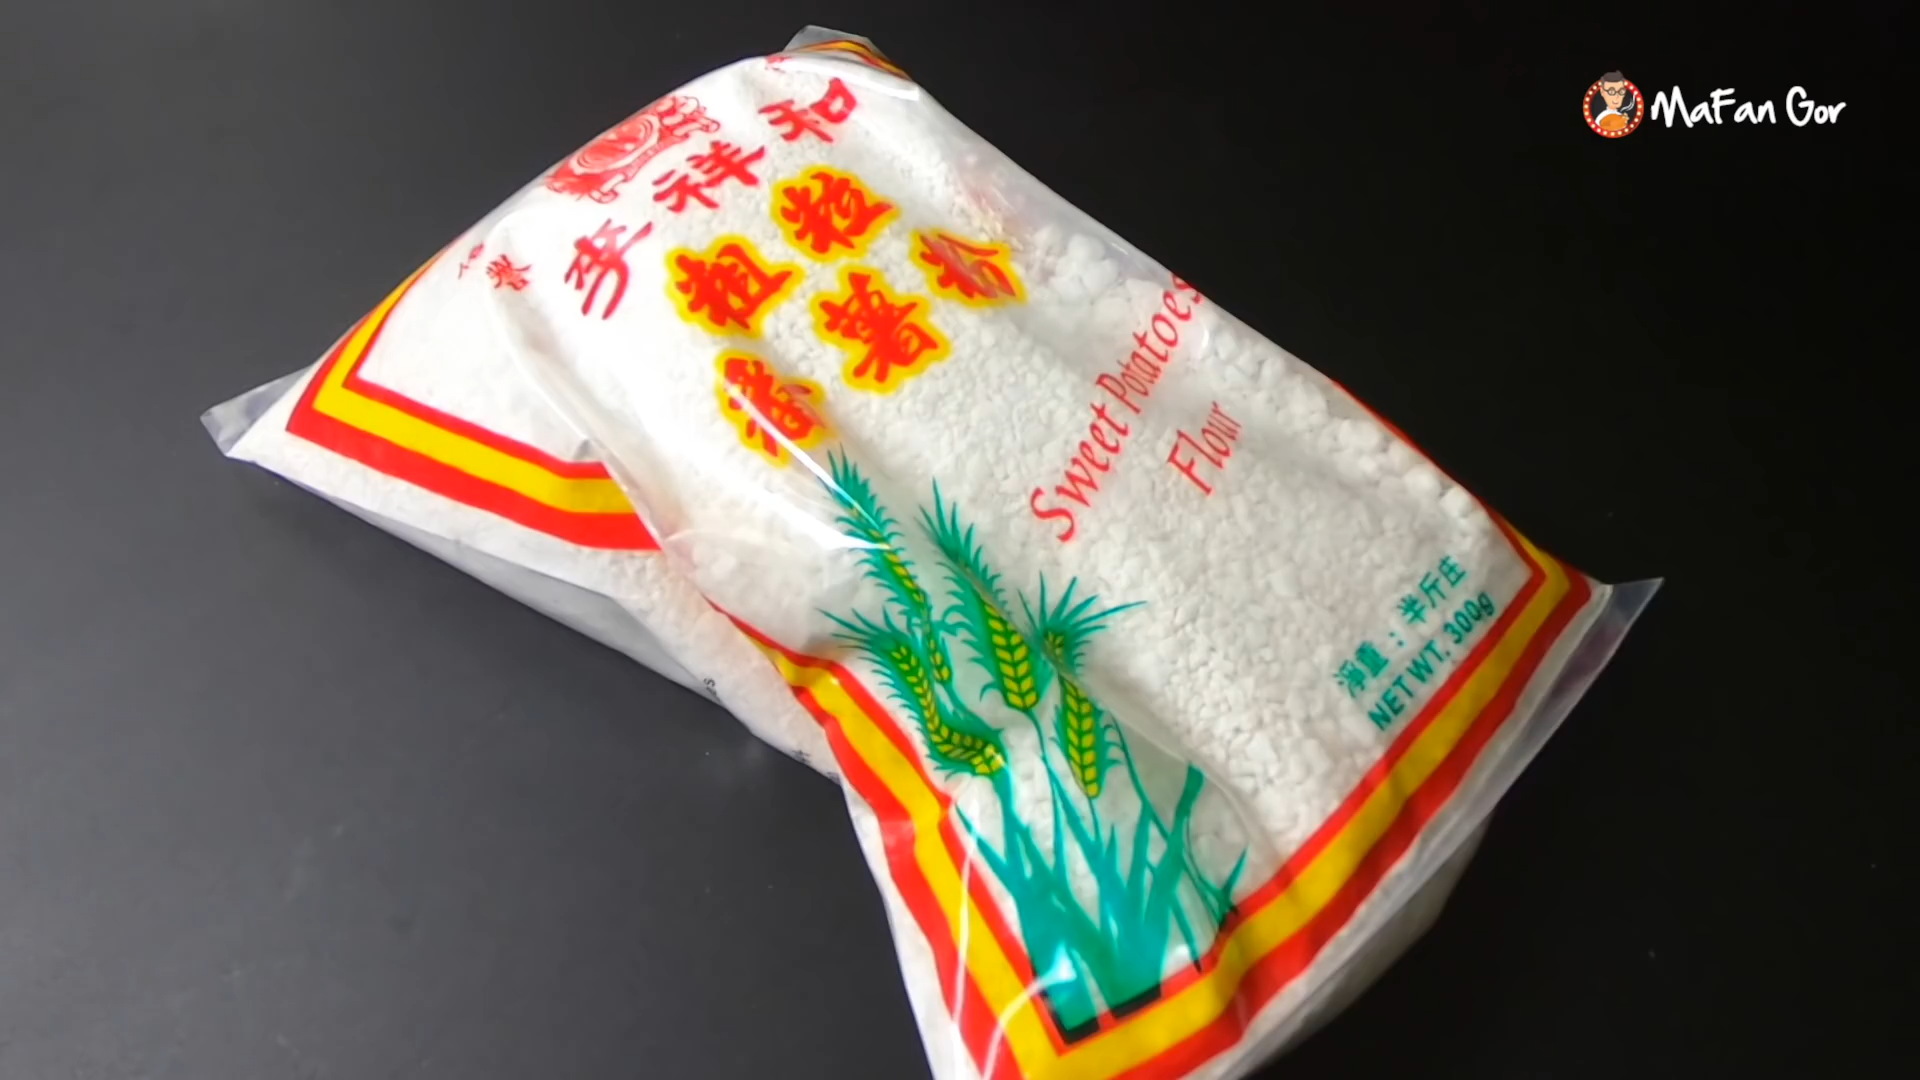 MaFan Gor
李祥和
粗粒
番薯粉
Sweet Potatoes
Flour
淨重：半斤庄
NET WT. 300g